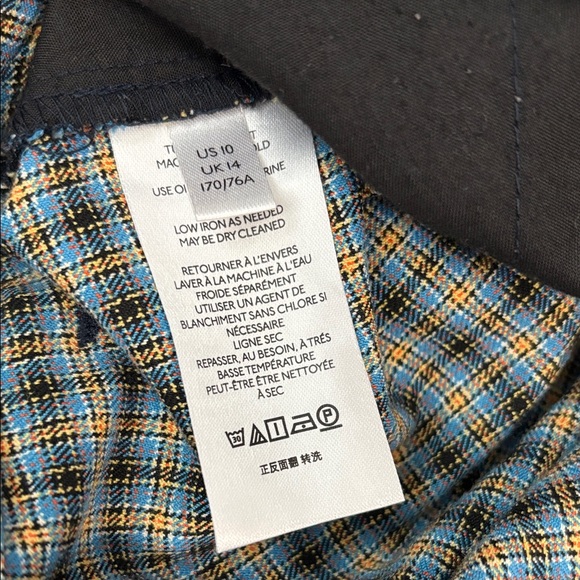 US 10
UK 14
170/76A
LOW IRON AS NEEDED
MAY BE DRY CLEANED
RETOURNER À L'ENVERS
LAVER À LA MACHINE À L'EAU
FROIDE SÉPARÉMENT
UTILISER UN AGENT DE
BLANCHIMENT SANS CHLORE SI
NÉCESSAIRE
LIGNE SEC
REPASSER, AU BESOIN, À TRÉS
BASSE TEMPÉRATURE
PEUT-ÊTRE ÊTRE NETTOYÉE
À SEC
30
P
正反面翻 转洗